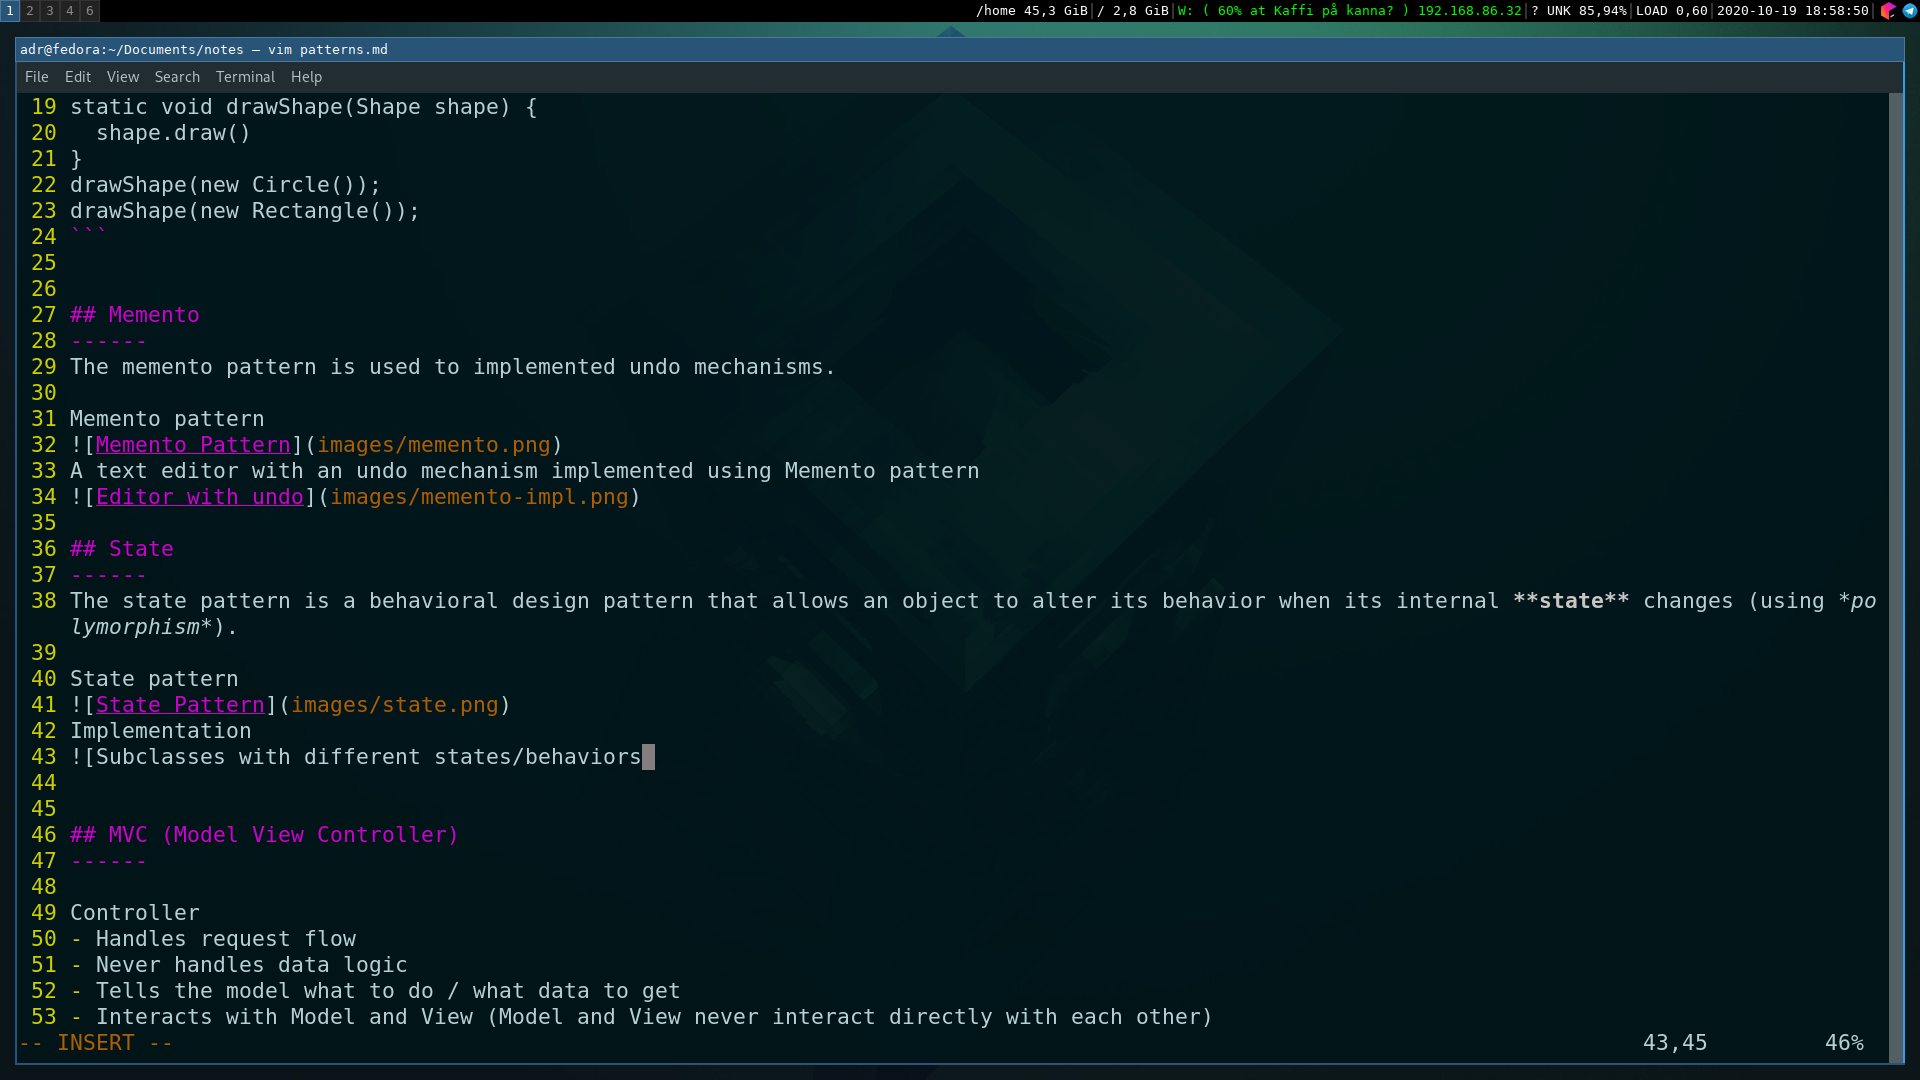 1 2 3 4 6 /home 45,3 GiB|/ 2,8 GiB|W: ( 60% at Kaffi på kanna? ) 192.168.86.32|? UNK 85,94%|LOAD 0,60|2020-10-19 18:58:50|
adr@fedora:~/Documents/notes — vim patterns.md
File Edit View Search Terminal Help
19 static void drawShape(Shape shape) {
20   shape.draw()
21 }
22 drawShape(new Circle());
23 drawShape(new Rectangle());
24 ```
25
26
27 ## Memento
28 ------
29 The memento pattern is used to implemented undo mechanisms.
30
31 Memento pattern
32 ![Memento Pattern](images/memento.png)
33 A text editor with an undo mechanism implemented using Memento pattern
34 ![Editor with undo](images/memento-impl.png)
35
36 ## State
37 ------
38 The state pattern is a behavioral design pattern that allows an object to alter its behavior when its internal **state** changes (using *po
lymorphism*).
39
40 State pattern
41 ![State Pattern](images/state.png)
42 Implementation
43 ![Subclasses with different states/behaviors
44
45
46 ## MVC (Model View Controller)
47 ------
48
49 Controller
50 - Handles request flow
51 - Never handles data logic
52 - Tells the model what to do / what data to get
53 - Interacts with Model and View (Model and View never interact directly with each other)
-- INSERT -- 43,45 46%